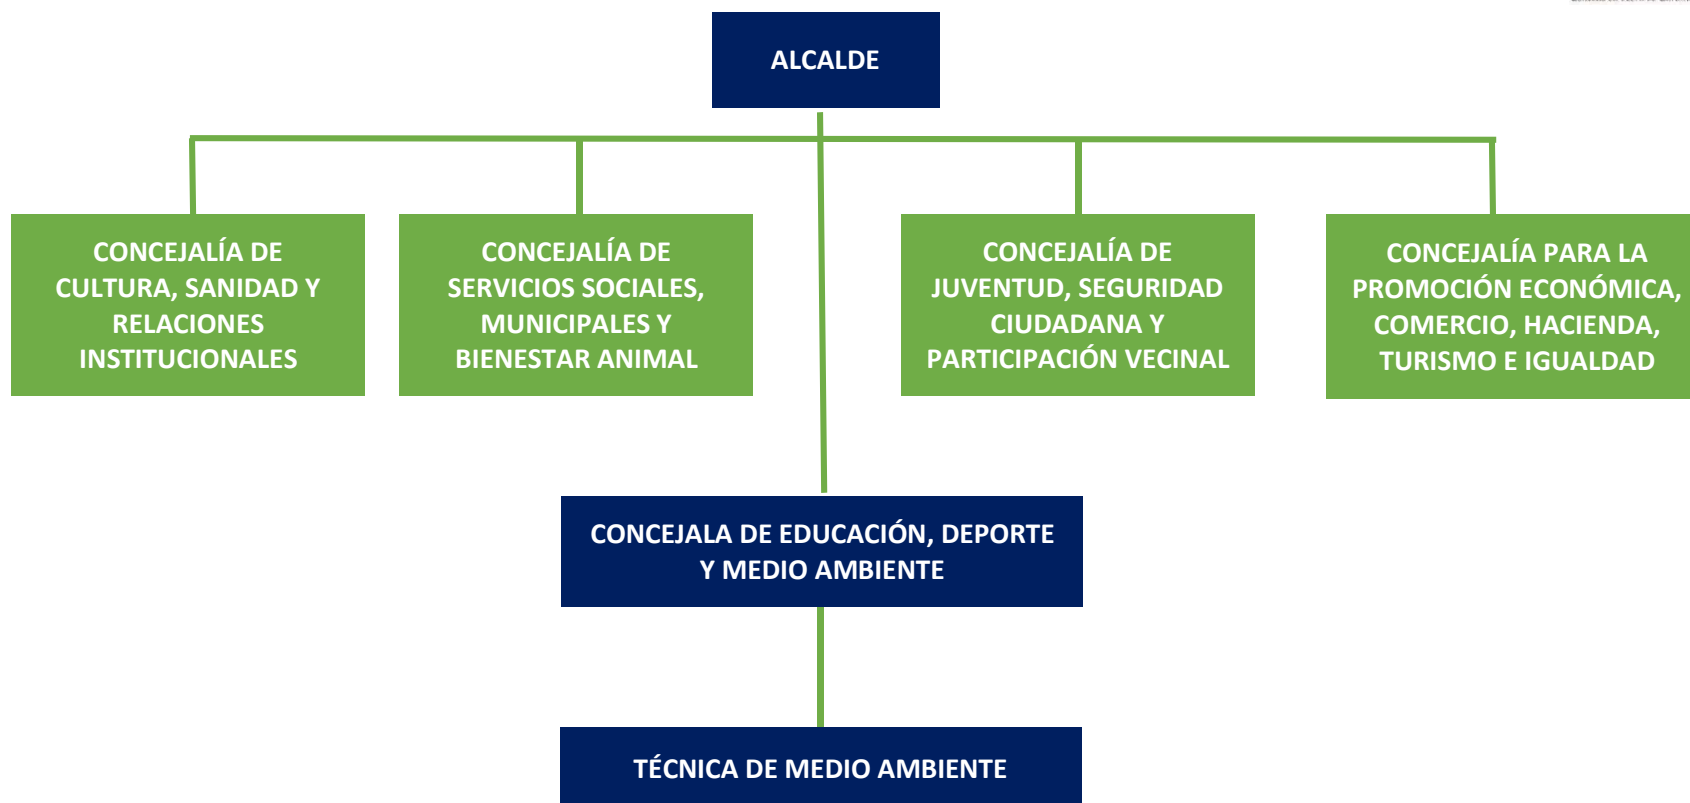 ALCALDE
CONCEJALÍA DE
CULTURA, SANIDAD Y
RELACIONES
INSTITUCIONALES
CONCEJALÍA DE
SERVICIOS SOCIALES,
MUNICIPALES Y
BIENESTAR ANIMAL
CONCEJALÍA DE
JUVENTUD, SEGURIDAD
CIUDADANA Y
PARTICIPACIÓN VECINAL
CONCEJALÍA PARA LA
PROMOCIÓN ECONÓMICA,
COMERCIO, HACIENDA,
TURISMO E IGUALDAD
CONCEJALA DE EDUCACIÓN, DEPORTE
Y MEDIO AMBIENTE
TÉCNICA DE MEDIO AMBIENTE